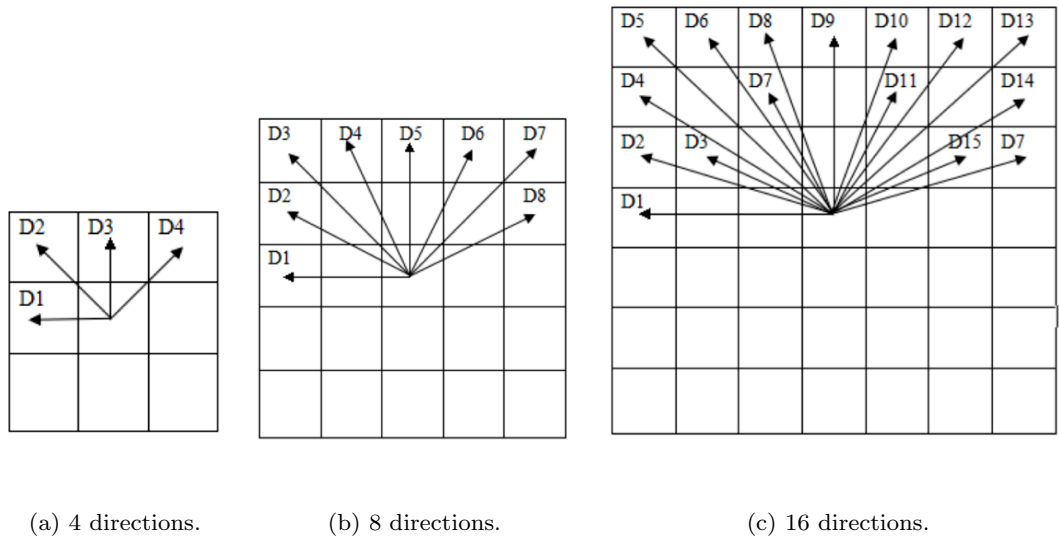 D5 D6 D8 D9 D10 D12 D13
D4 D7 D11 D14
D3 D4 D5 D6 D7
D2 D3 D15 D7
D2 D8
D1
D2 D3 D4
D1
D1
(a) 4 directions. (b) 8 directions. (c) 16 directions.